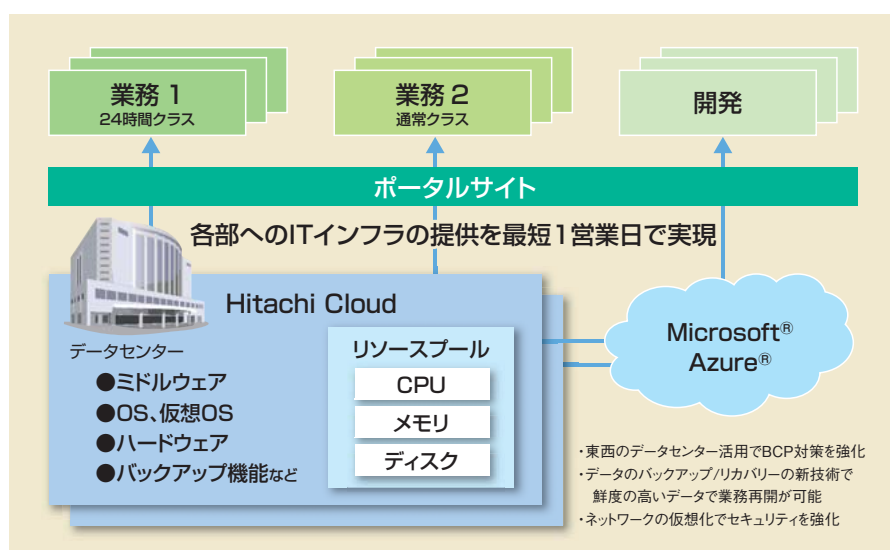 業務 1
24時間クラス
業務 2
通常クラス
開発
ポータルサイト
各部へのITインフラの提供を最短1営業日で実現
Hitachi Cloud
データセンター
●ミドルウェア
●OS、仮想OS
●ハードウェア
●バックアップ機能など
リソースプール
CPU
メモリ
ディスク
Microsoft®
Azure®
・東西のデータセンター活用でBCP対策を強化
・データのバックアップ/リカバリーの新技術で
鮮度の高いデータで業務再開が可能
・ネットワークの仮想化でセキュリティを強化